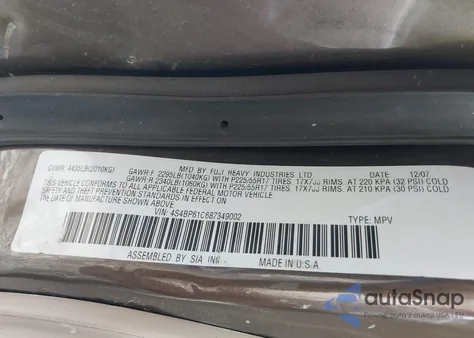 MFD. BY FUJI HEAVY INDUSTRIES LTD. 12/07
GVWR: 4435LB(2010KG) GAWR:F 2295LB(1040KG) WITH P225/55R17 TIRES 17X7JJ RIMS. AT 220 KPA (32 PSI) COLD
GAWR:R 2340LB(1060KG) WITH P225/55R17 TIRES 17X7JJ RIMS. AT 210 KPA (30 PSI) COLD
THIS VEHICLE CONFORMS TO ALL APPLICABLE FEDERAL MOTOR VEHICLE
SAFETY AND THEFT PREVENTION STANDARDS IN EFFECT ON THE
DATE OF MANUFACTURE SHOWN ABOVE.
VIN: 4S4BP61C687349002 TYPE: MPV
ASSEMBLED BY SIA INC. MADE IN U.S.A.
autoSnap